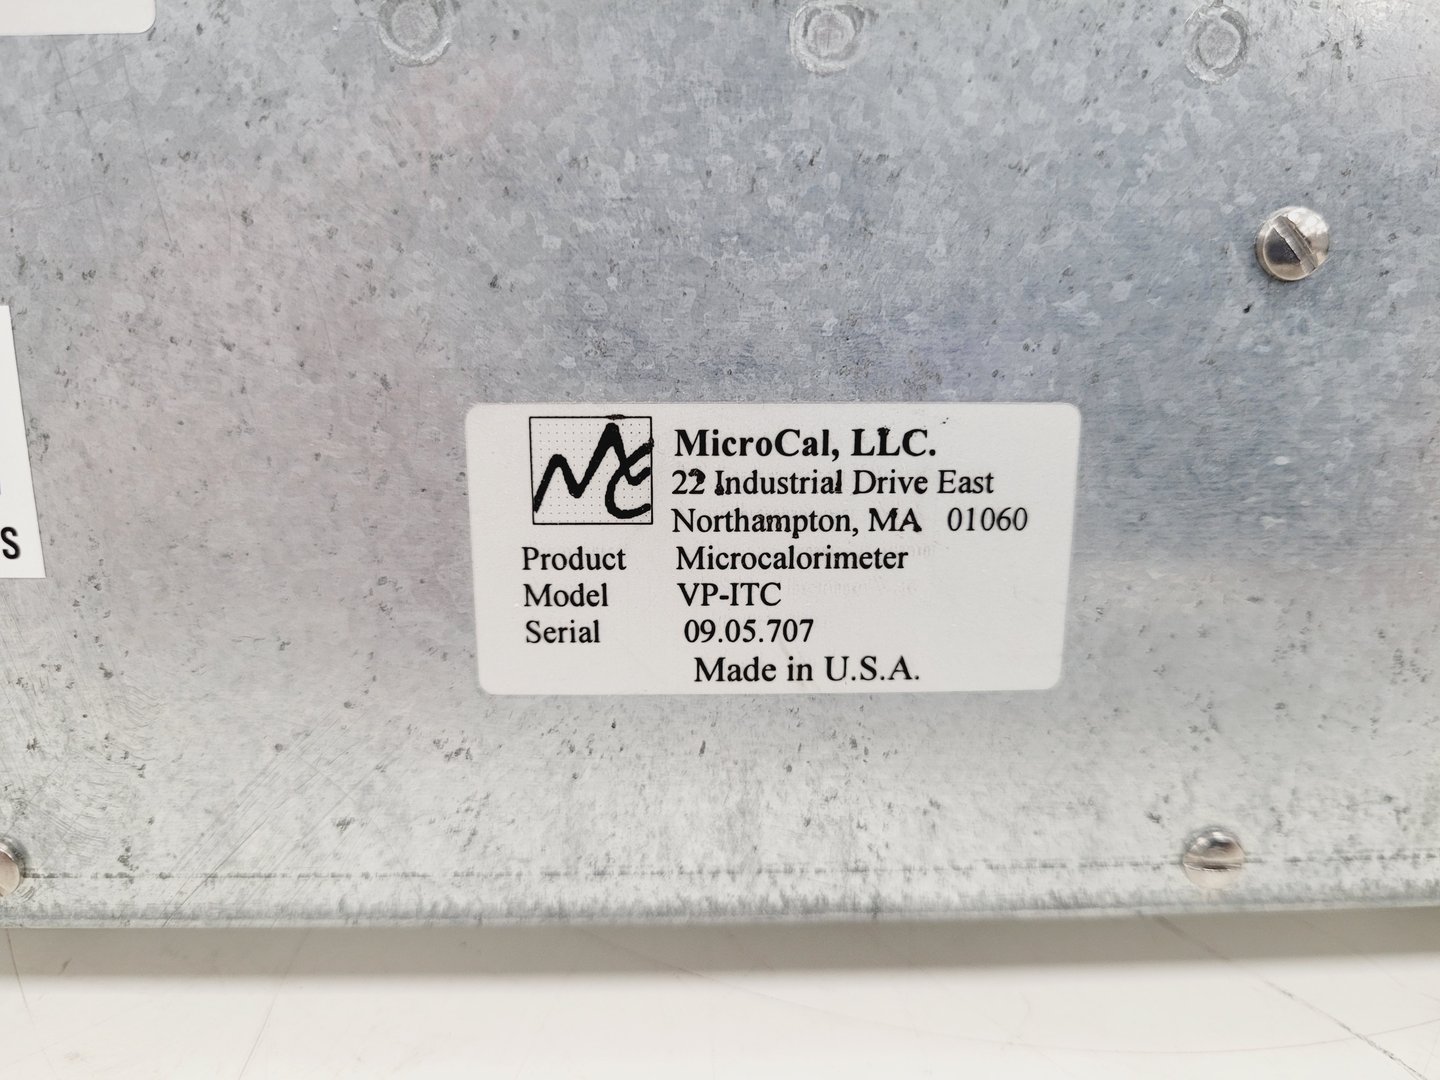 MicroCal, LLC.
22 Industrial Drive East
Northampton, MA 01060
Product Microcalorimeter
Model VP-ITC
Serial 09.05.707
Made in U.S.A.
S